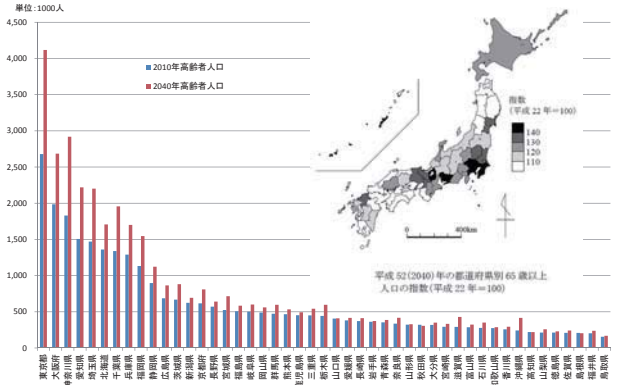 単位：1000人
4,500
4,000
3,500
3,000
2,500
2,000
1,500
1,000
500
0
2010年高齢者人口
2040年高齢者人口
指数
(平成22年=100)
140
130
120
110
0
400km
平成52(2040)年の都道府県別65歳以上
人口の指数(平成22年=100)
東京都
大阪府
神奈川県
愛知県
埼玉県
北海道
千葉県
兵庫県
福岡県
静岡県
広島県
茨城県
新潟県
京都府
長野県
宮城県
福島県
岐阜県
岡山県
群馬県
熊本県
鹿児島県
三重県
栃木県
山口県
愛媛県
長崎県
岩手県
青森県
奈良県
山形県
秋田県
大分県
宮崎県
滋賀県
富山県
石川県
和歌山県
香川県
沖縄県
高知県
山梨県
徳島県
佐賀県
島根県
福井県
鳥取県